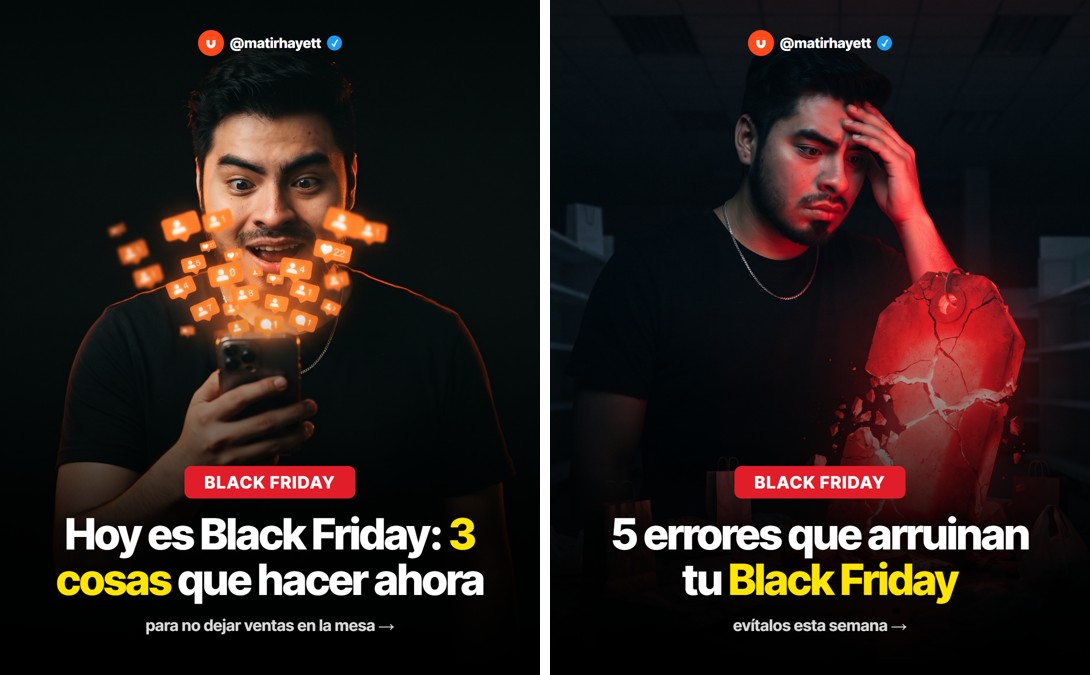 @matirhayett
22
BLACK FRIDAY
Hoy es Black Friday: 3
cosas que hacer ahora
para no dejar ventas en la mesa →
@matirhayett
BLACK FRIDAY
5 errores que arruinan
tu Black Friday
evítalos esta semana →